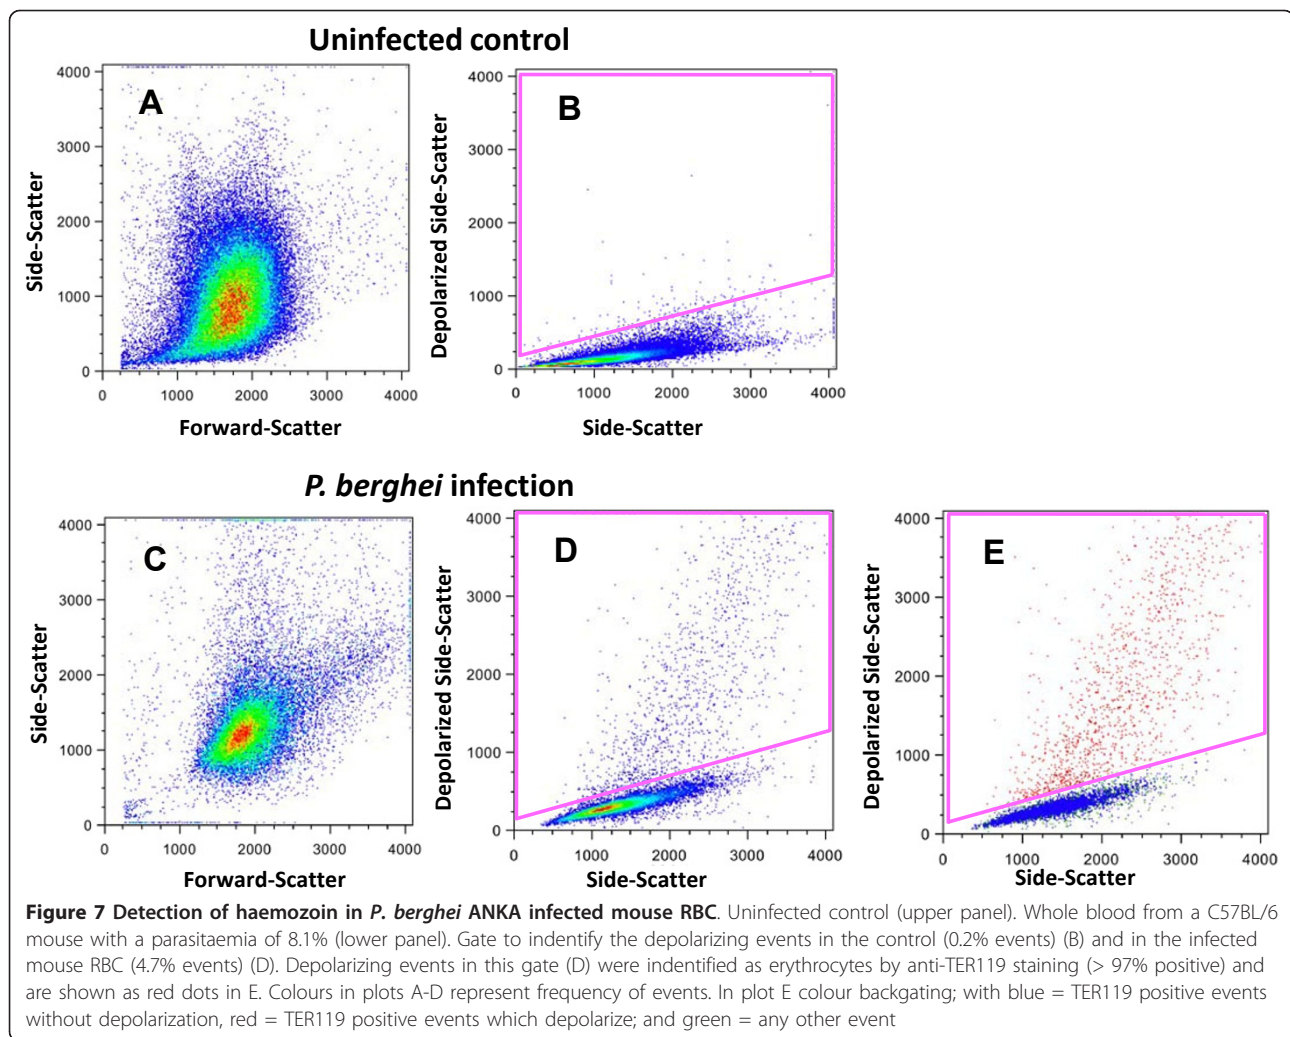 Uninfected control
A
4000
3000
2000
1000
0
0 1000 2000 3000 4000
Side-Scatter
Forward-Scatter
B
4000
3000
2000
1000
0
0 1000 2000 3000 4000
Depolarized Side-Scatter
Side-Scatter
P. berghei infection
C
4000
3000
2000
1000
0
0 1000 2000 3000 4000
Side-Scatter
Forward-Scatter
D
4000
3000
2000
1000
0
0 1000 2000 3000 4000
Depolarized Side-Scatter
Side-Scatter
E
4000
3000
2000
1000
0
0 1000 2000 3000 4000
Depolarized Side-Scatter
Side-Scatter
Figure 7 Detection of haemozoin in P. berghei ANKA infected mouse RBC. Uninfected control (upper panel). Whole blood from a C57BL/6
mouse with a parasitaemia of 8.1% (lower panel). Gate to indentify the depolarizing events in the control (0.2% events) (B) and in the infected
mouse RBC (4.7% events) (D). Depolarizing events in this gate (D) were indentified as erythrocytes by anti-TER119 staining (> 97% positive) and
are shown as red dots in E. Colours in plots A-D represent frequency of events. In plot E colour backgating; with blue = TER119 positive events
without depolarization, red = TER119 positive events which depolarize; and green = any other event